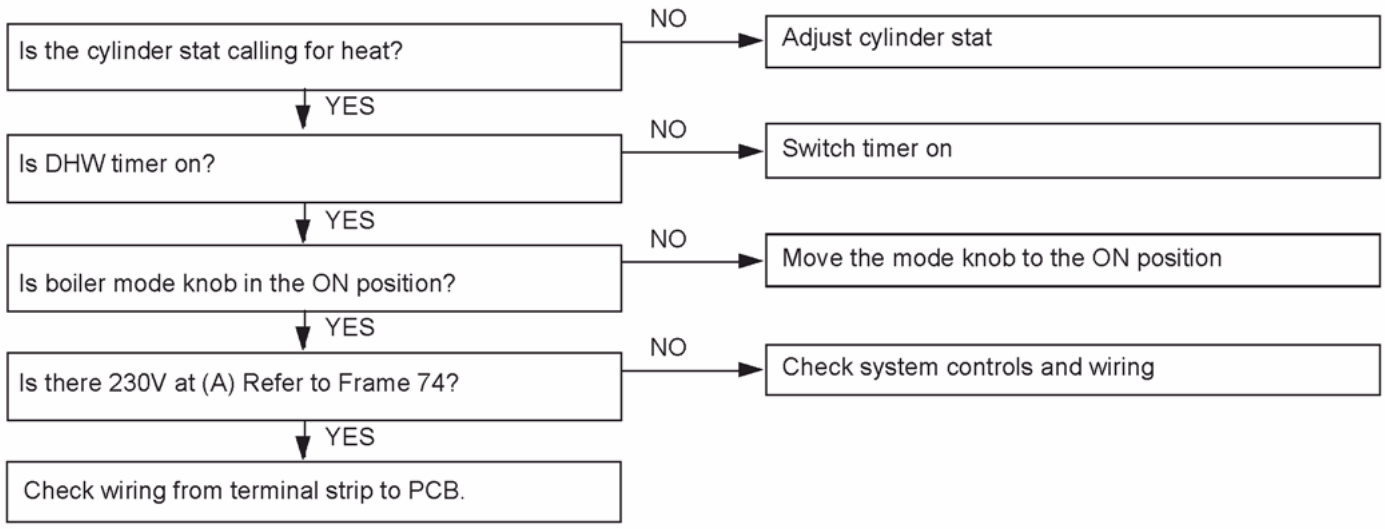 Is the cylinder stat calling for heat?
NO
Adjust cylinder stat
YES
Is DHW timer on?
NO
Switch timer on
YES
Is boiler mode knob in the ON position?
NO
Move the mode knob to the ON position
YES
Is there 230V at (A) Refer to Frame 74?
NO
Check system controls and wiring
YES
Check wiring from terminal strip to PCB.